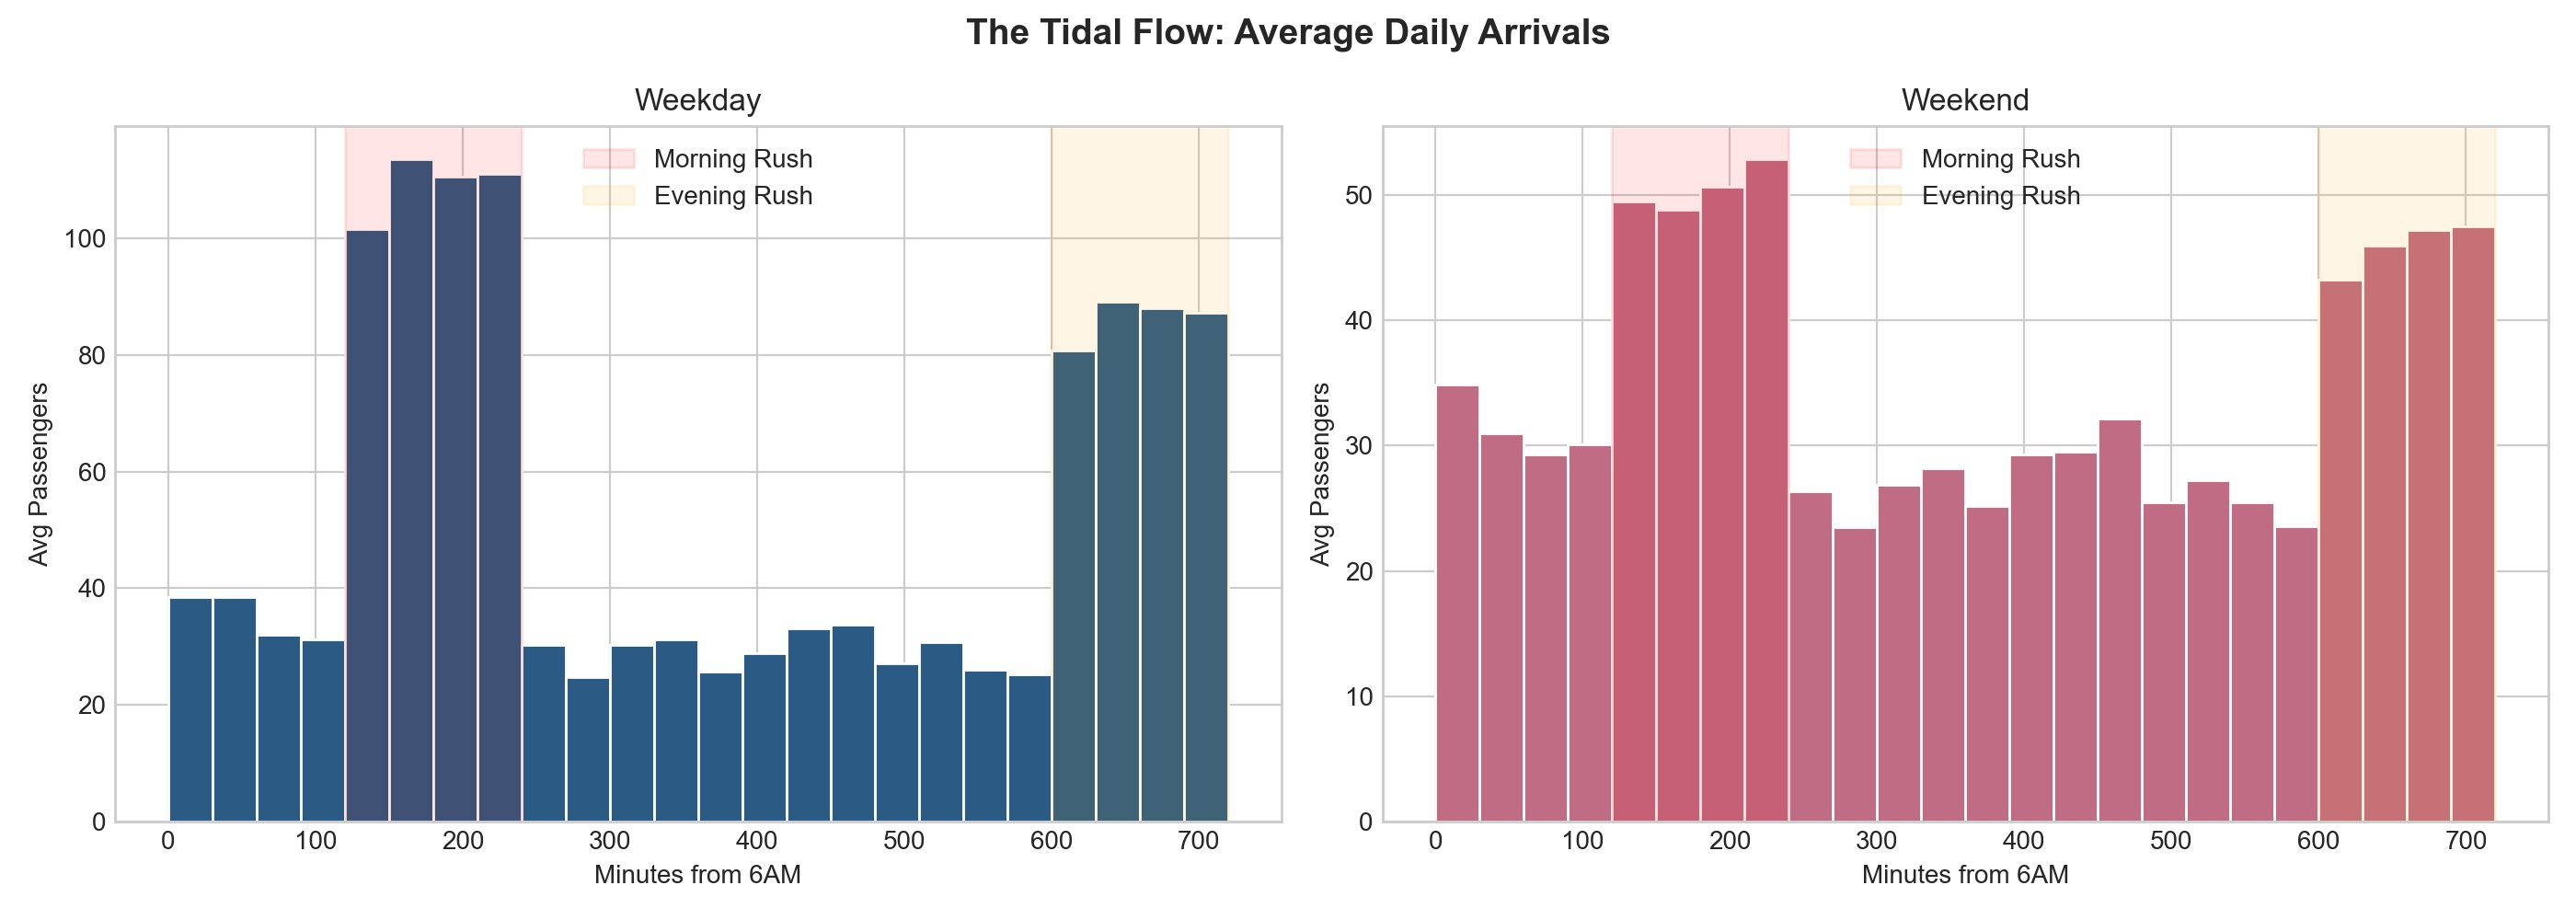 The Tidal Flow: Average Daily Arrivals
Weekday
Morning Rush
Evening Rush
100
80
60
40
20
0
Avg Passengers
0 100 200 300 400 500 600 700
Minutes from 6AM
Weekend
Morning Rush
Evening Rush
50
40
30
20
10
0
Avg Passengers
0 100 200 300 400 500 600 700
Minutes from 6AM